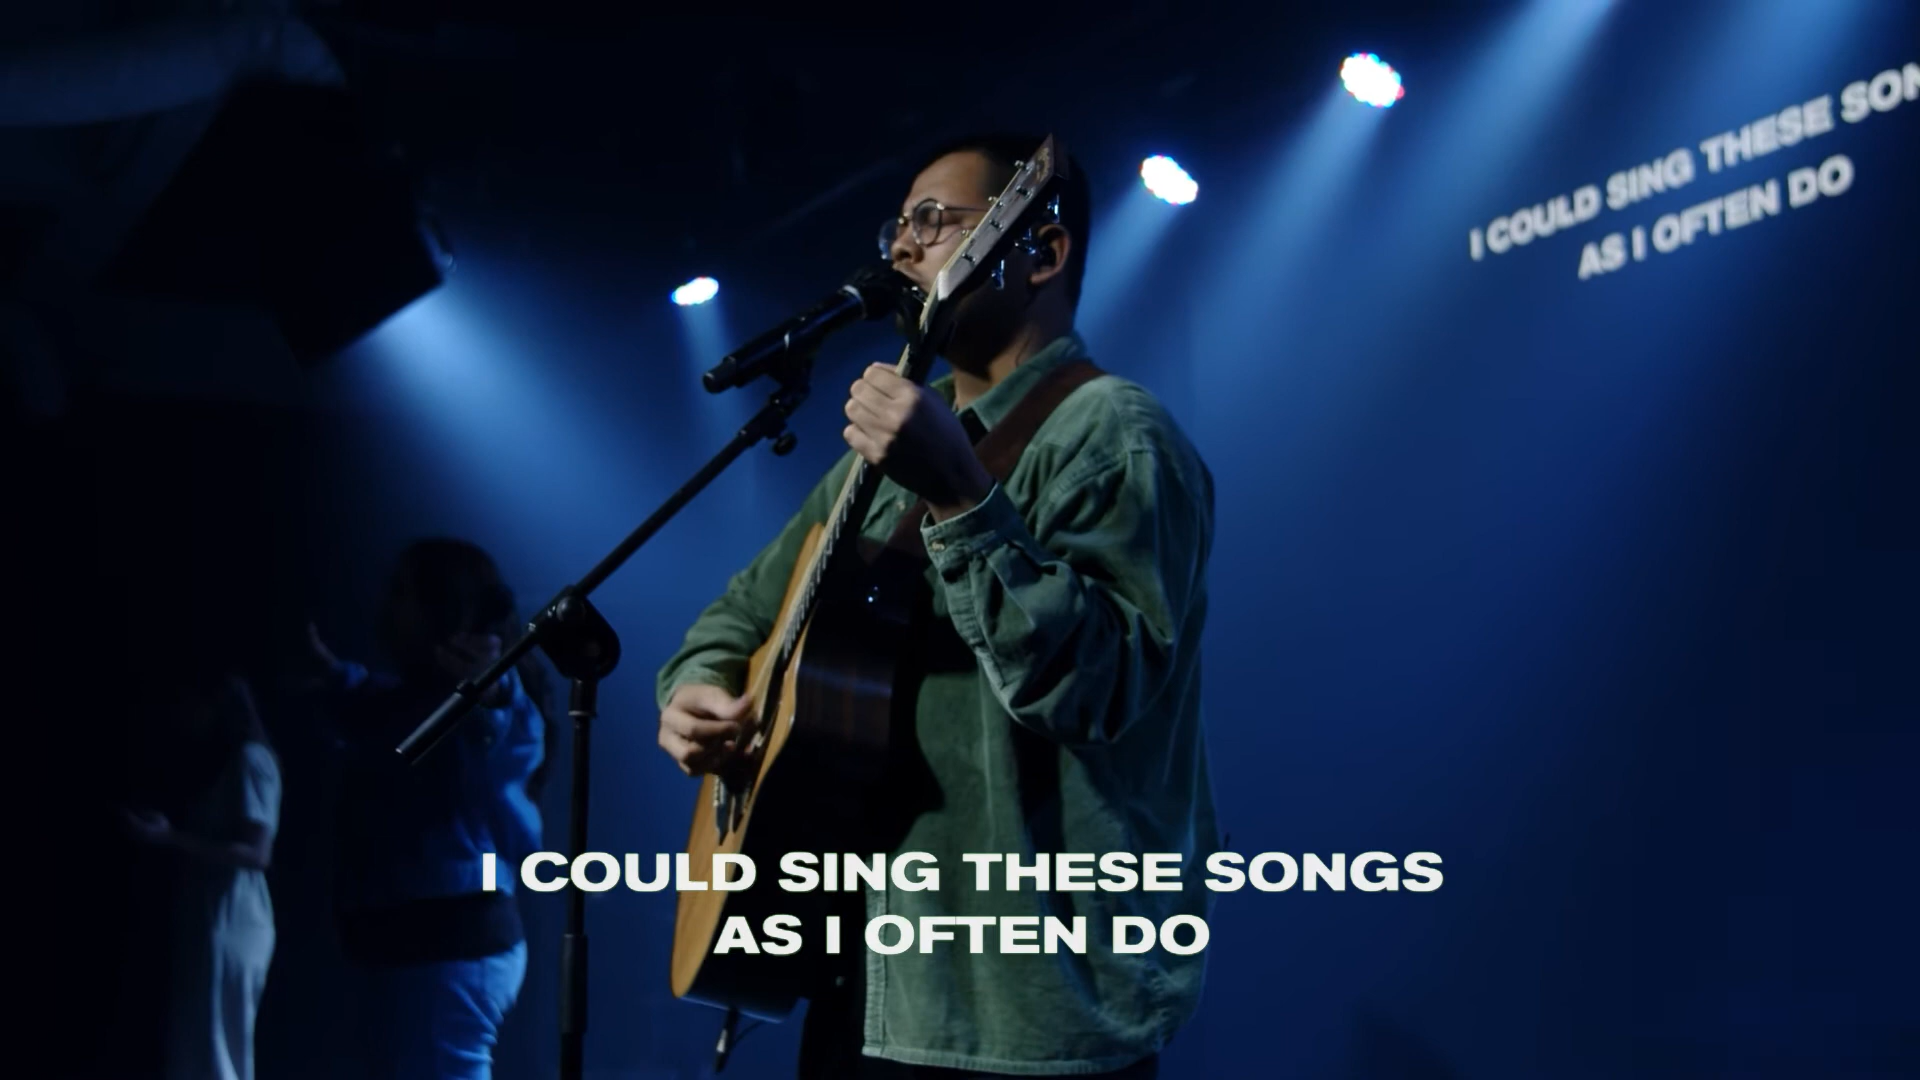 I COULD SING THESE SON
AS I OFTEN DO
I COULD SING THESE SONGS
AS I OFTEN DO